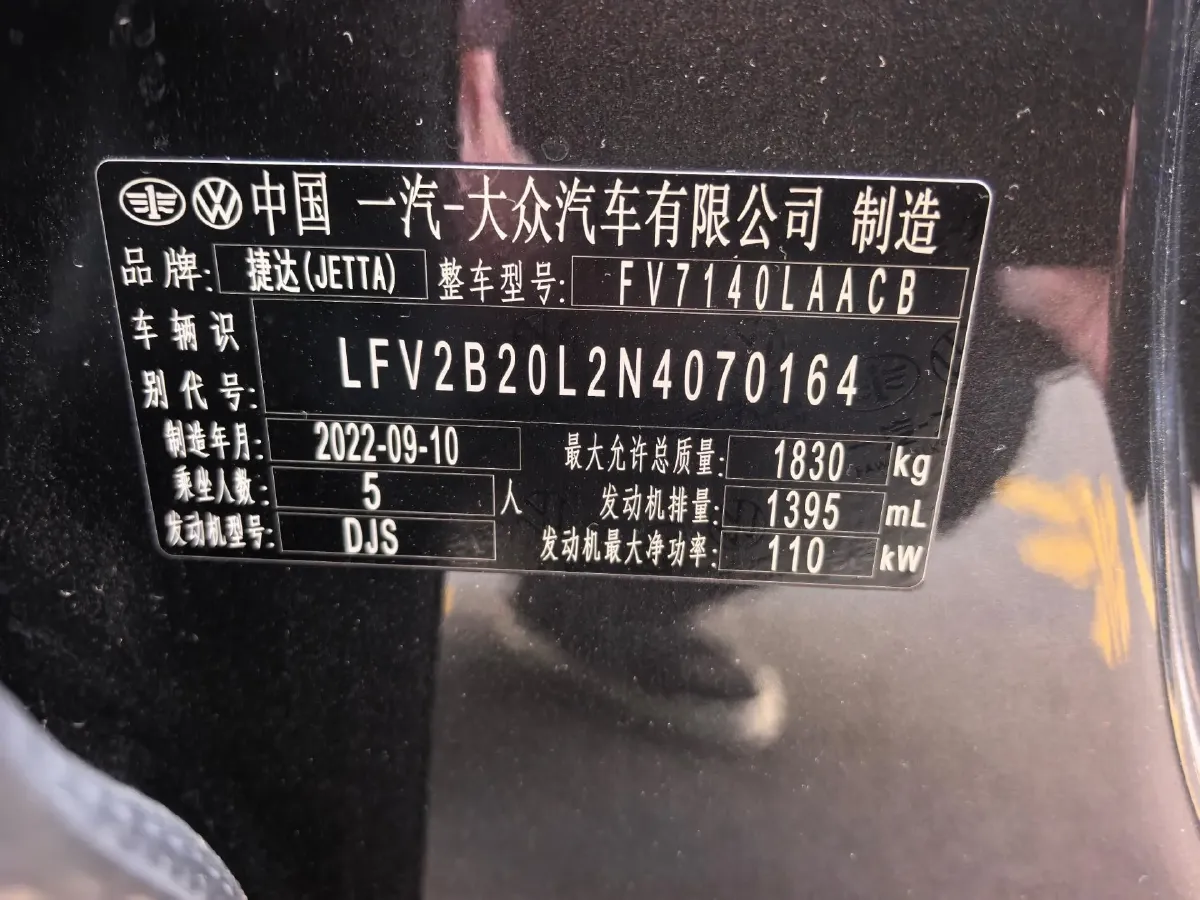 中国 一汽-大众汽车有限公司 制造
品牌: 捷达(JETTA) 整车型号: FV7140LAACB
车辆识别代号: LFV2B20L2N4070164
制造年月: 2022-09-10 最大允许总质量: 1830 kg
乘坐人数: 5 人 发动机排量: 1395 mL
发动机型号: DJS 发动机最大净功率: 110 kW